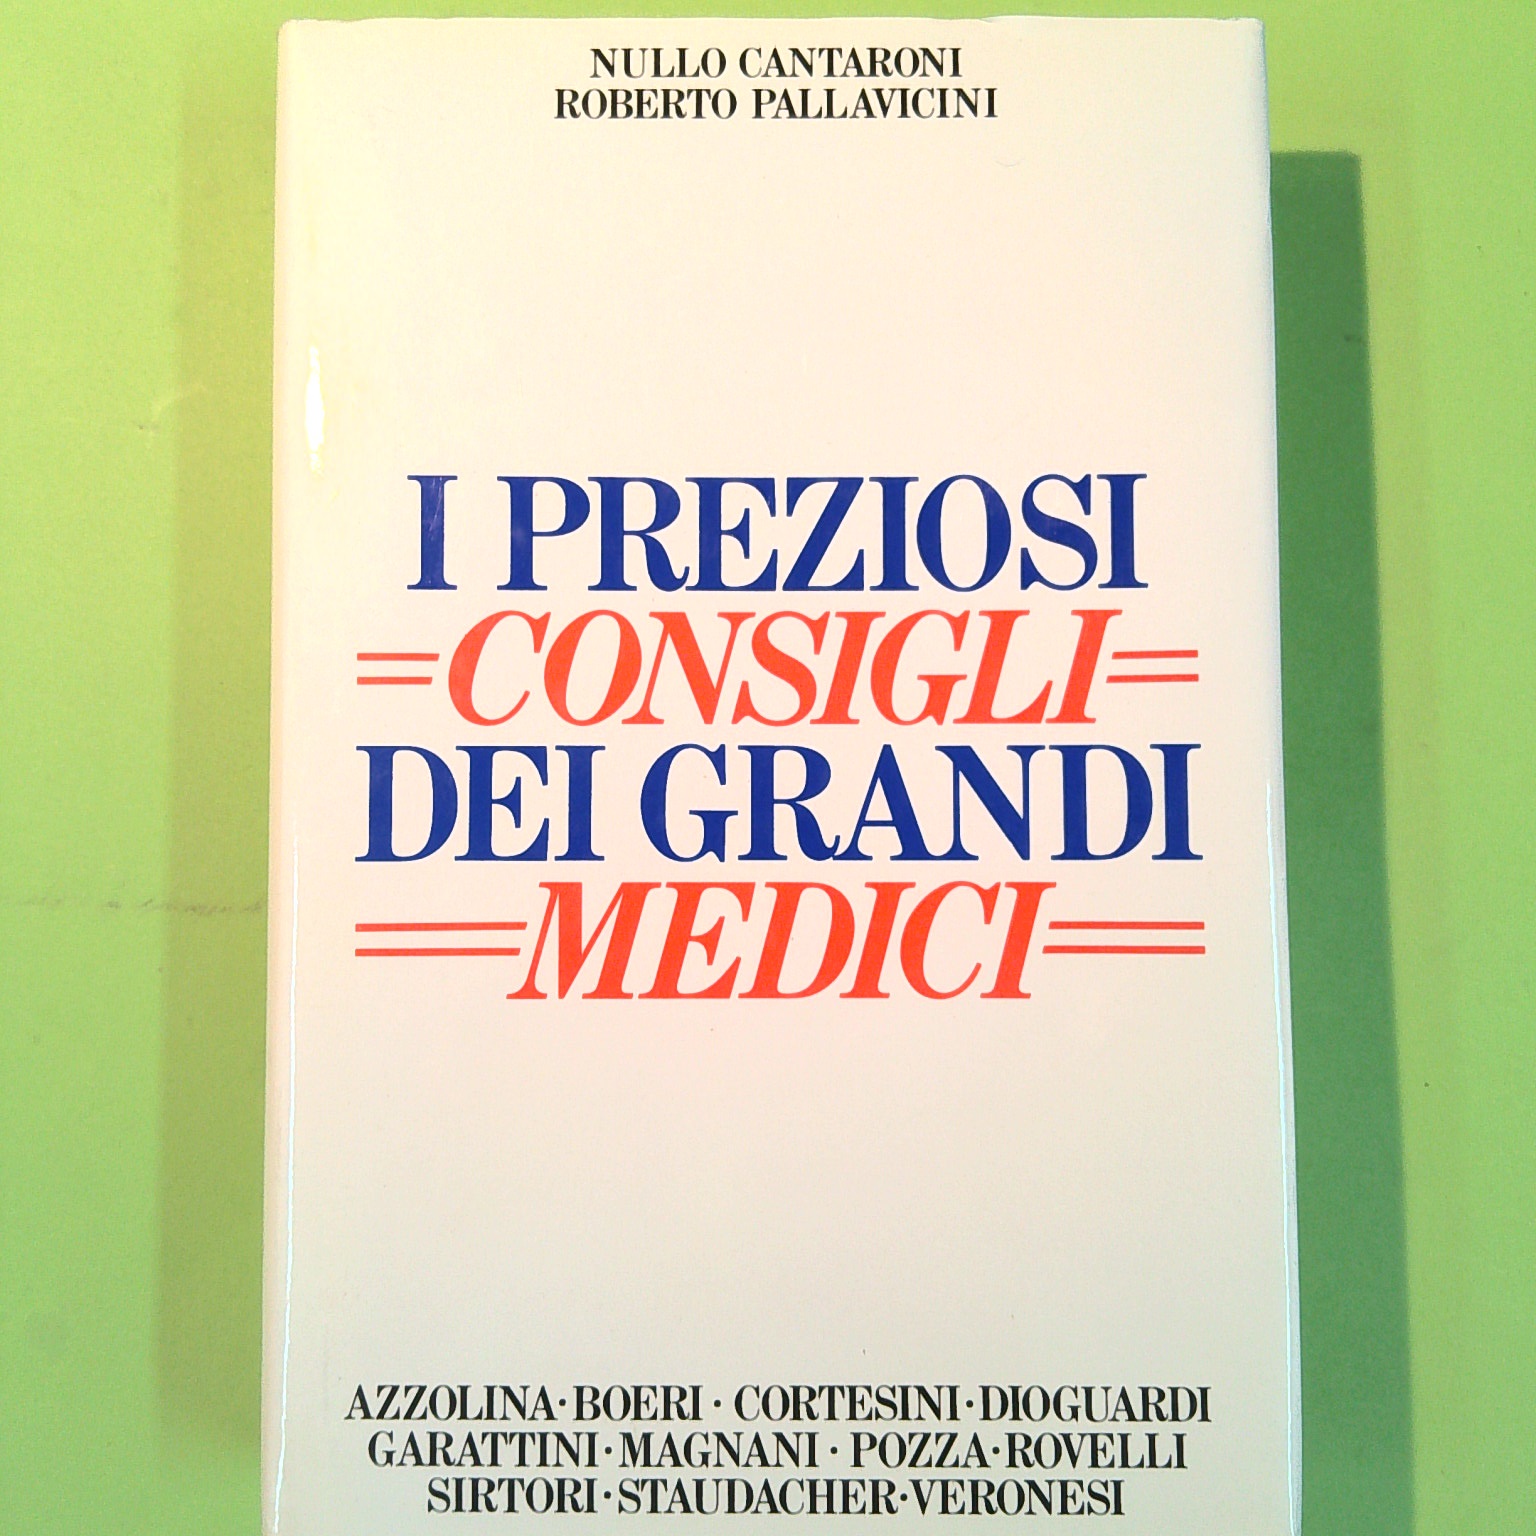 NULLO CANTARONI
ROBERTO PALLAVICINI
I PREZIOSI
CONSIGLI
DEI GRANDI
MEDICI
AZZOLINA·BOERI·CORTESINI·DIOGUARDI
GARATTINI·MAGNANI·POZZA·ROVELLI
SIRTORI·STAUDACHER·VERONESI